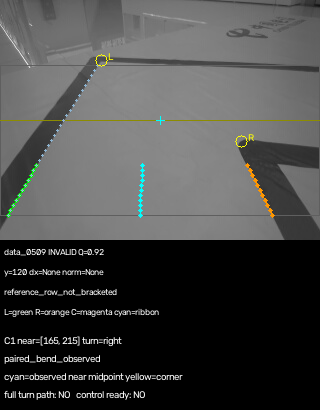 L
R
data_0509 INVALID Q=0.92
y=120 dx=None norm=None
reference_row_not_bracketed
L=green R=orange C=magenta cyan=ribbon
C1 near=[165, 215] turn=right
paired_bend_observed
cyan=observed near midpoint yellow=corner
full turn path: NO control ready: NO